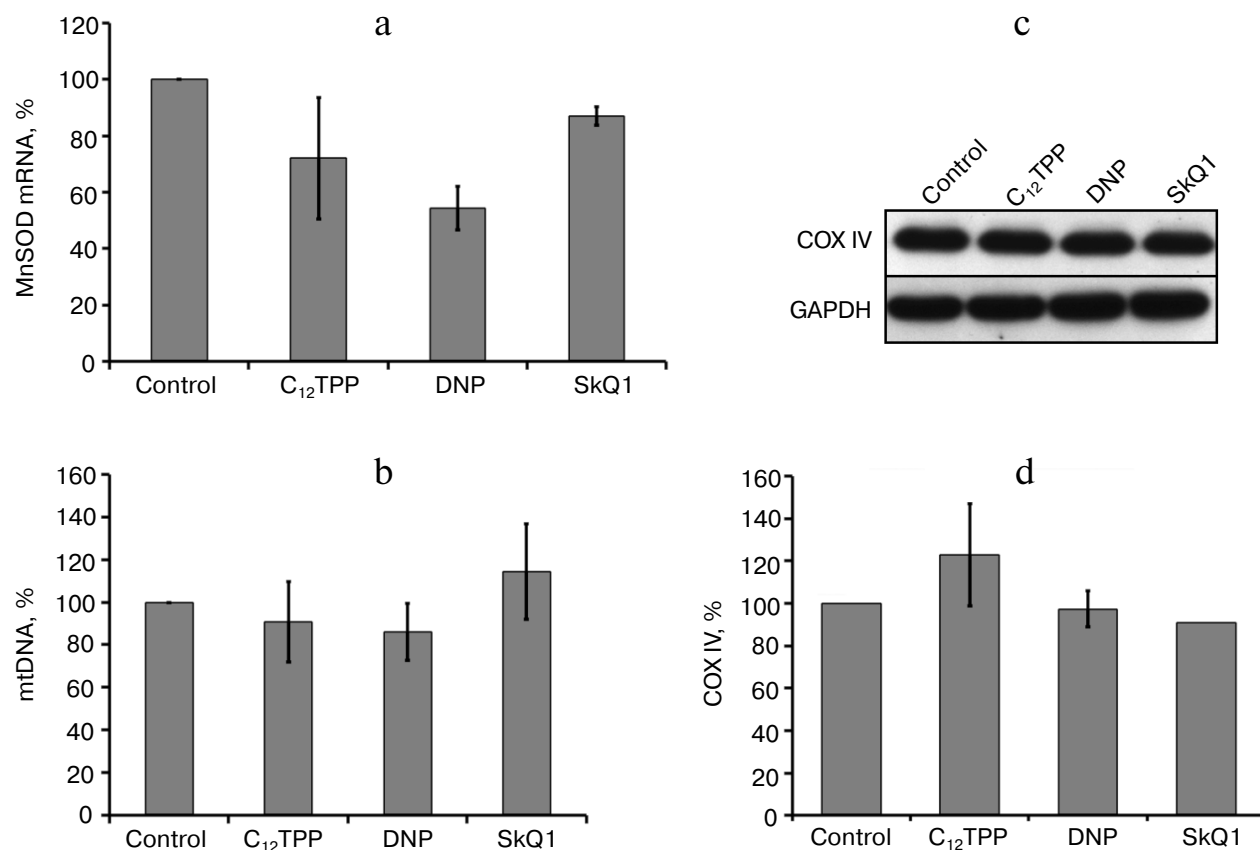 a
MnSOD mRNA, %
120
100
80
60
40
20
0
Control C₁₂TPP DNP SkQ1
c
Control C₁₂TPP DNP SkQ1
COX IV
GAPDH
b
mtDNA, %
160
140
120
100
80
60
40
20
0
Control C₁₂TPP DNP SkQ1
d
COX IV, %
160
140
120
100
80
60
40
20
0
Control C₁₂TPP DNP SkQ1